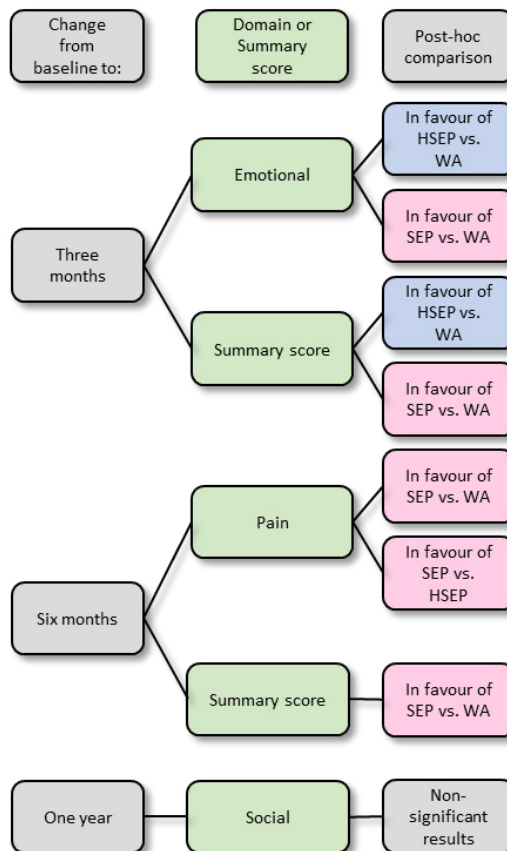 Change
from
baseline to:
Domain or
Summary
score
Post-hoc
comparison
Three
months
Emotional
In favour of
HSEP vs.
WA
In favour of
SEP vs. WA
Summary score
In favour of
HSEP vs.
WA
In favour of
SEP vs. WA
Six months
Pain
In favour of
SEP vs. WA
In favour of
SEP vs.
HSEP
Summary score
In favour of
SEP vs. WA
One year
Social
Non-
significant
results